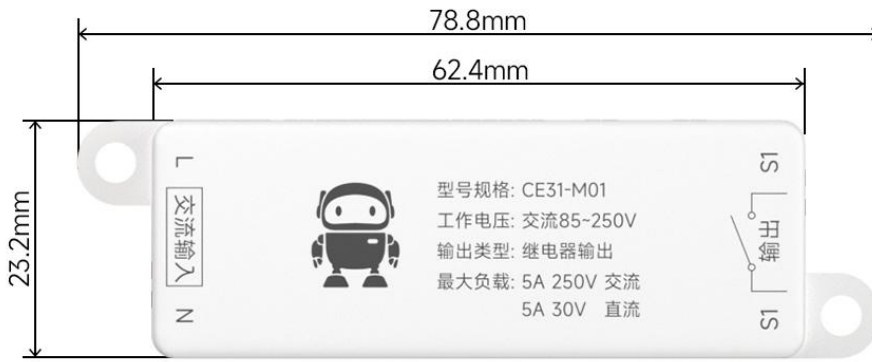 78.8mm
62.4mm
23.2mm
L
交流输入
N
型号规格: CE31-M01
工作电压: 交流85~250V
输出类型: 继电器输出
最大负载: 5A 250V 交流
5A 30V 直流
S1
S1